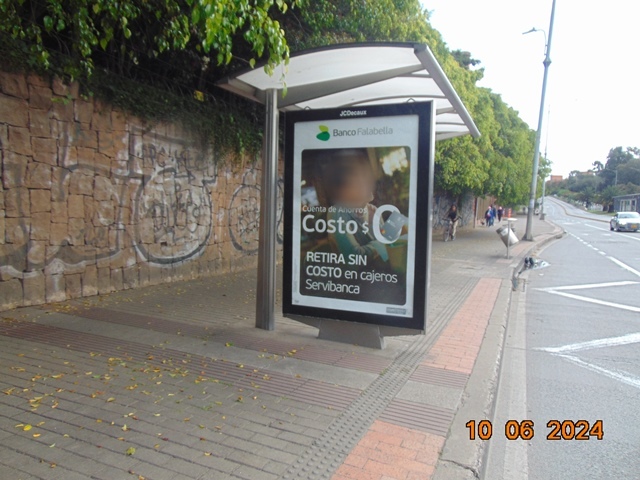 JCDecaux
Banco Falabella
Cuenta de Ahorros
Costo $0
RETIRA SIN
COSTO en cajeros
Servibanca
10 06 2024